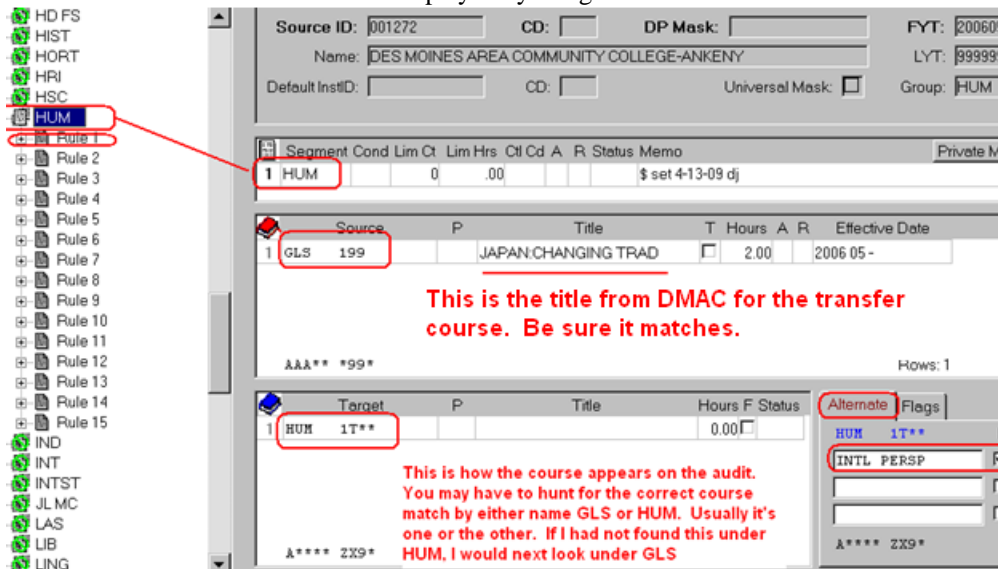 HD FS
HIST
HORT
HRI
HSC
HUM
Rule 1
Rule 2
Rule 3
Rule 4
Rule 5
Rule 6
Rule 7
Rule 8
Rule 9
Rule 10
Rule 11
Rule 12
Rule 13
Rule 14
Rule 15
IND
INT
INTST
JL MC
LAS
LIB
LING
Source ID: 001272 CD: DP Mask: FYT: 200605
Name: DES MOINES AREA COMMUNITY COLLEGE-ANKENY LYT: 99999
Default InstID: CD: Universal Mask: Group: HUM
Segment Cond Lim Ct Lim Hrs Ctl Cd A R Status Memo Private M
1 HUM 0 .00 $ set 4-13-09 dj
Source P Title T Hours A R Effective Date
1 GLS 199 JAPAN:CHANGING TRAD 2.00 2006 05 -
This is the title from DMAC for the transfer
course. Be sure it matches.
AAA** *99* Rows: 1
Target P Title Hours F Status
1 HUM 1T** 0.00
This is how the course appears on the audit.
You may have to hunt for the correct course
match by either name GLS or HUM. Usually it's
one or the other. If I had not found this under
HUM, I would next look under GLS
A**** ZX9*
Alternate Flags
HUM 1T**
INTL PERSP
A**** ZX9*